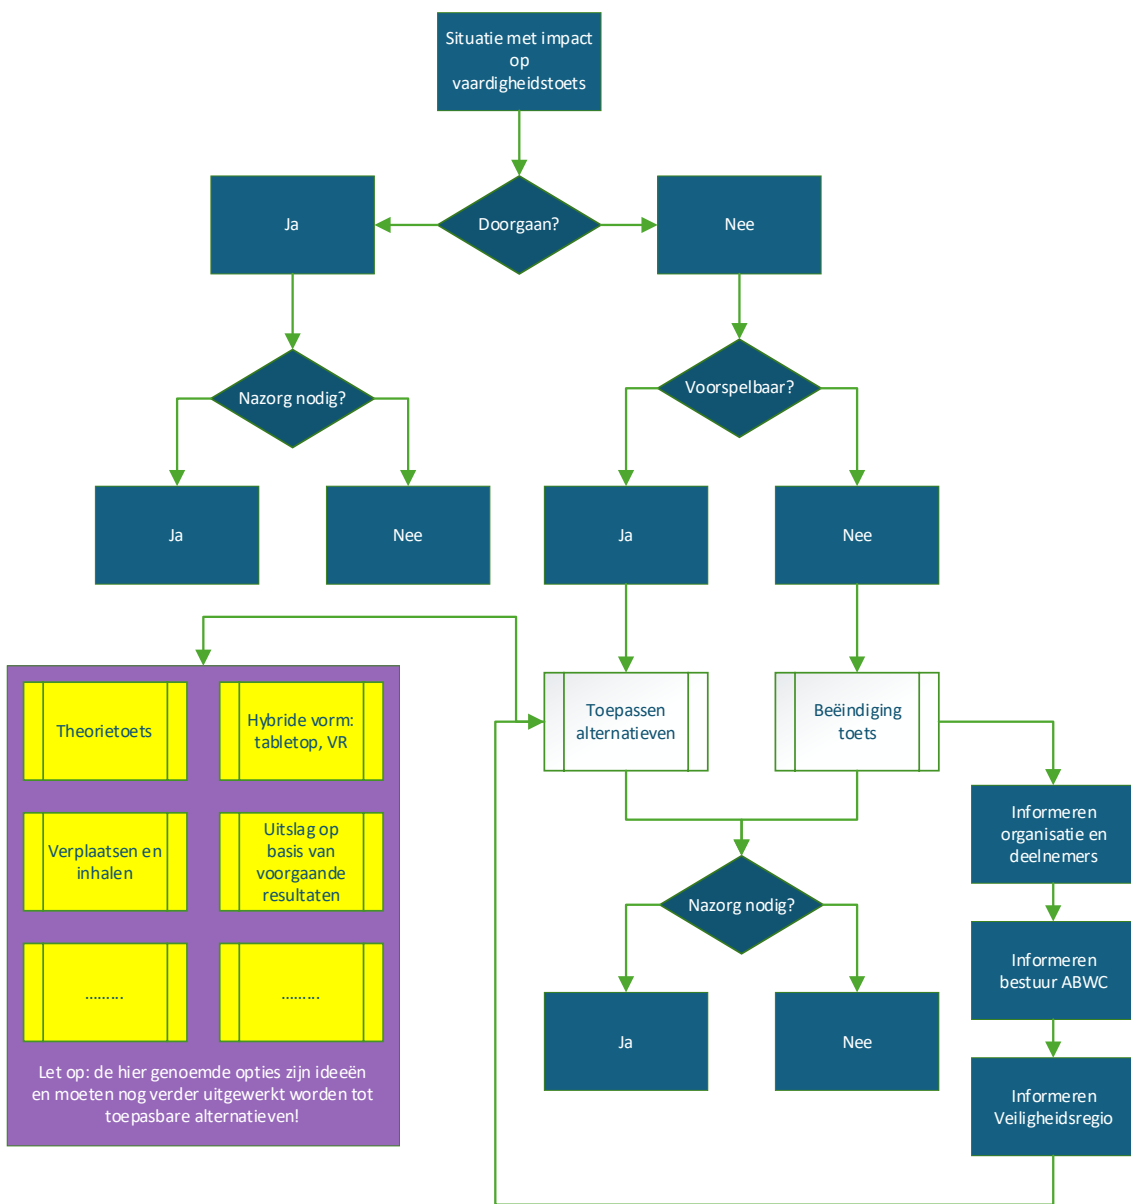 Situatie met impact
op
vaardigheidstoets
Ja
Doorgaan?
Nee
Nazorg nodig?
Voorspelbaar?
Ja
Nee
Ja
Nee
Theorietoets
Hybride vorm:
tabletop, VR
Toepassen
alternatieven
Beëindiging
toets
Verplaatsen en
inhalen
Uitslag op
basis van
voorgaande
resultaten
Informeren
organisatie en
deelnemers
Nazorg nodig?
.........
.........
Informeren
bestuur ABWC
Ja
Nee
Let op: de hier genoemde opties zijn ideeën
en moeten nog verder uitgewerkt worden tot
toepasbare alternatieven!
Informeren
Veiligheidsregio